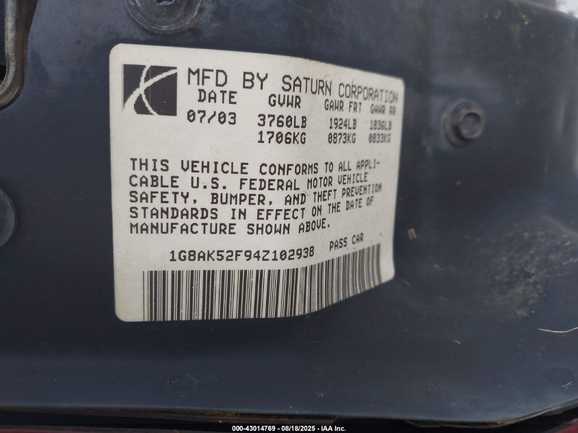 MFD BY SATURN CORPORATION
DATE GVWR GAWR FRT GAWR RR
07/03 3760LB 1924LB 1836LB
1706KG 0873KG 0833KG
THIS VEHICLE CONFORMS TO ALL APPLI-
CABLE U.S. FEDERAL MOTOR VEHICLE
SAFETY, BUMPER, AND THEFT PREVENTION
STANDARDS IN EFFECT ON THE DATE OF
MANUFACTURE SHOWN ABOVE.
1G8AK52F94Z102938 PASS CAR
000-43014769 - 08/18/2025 - IAA Inc.